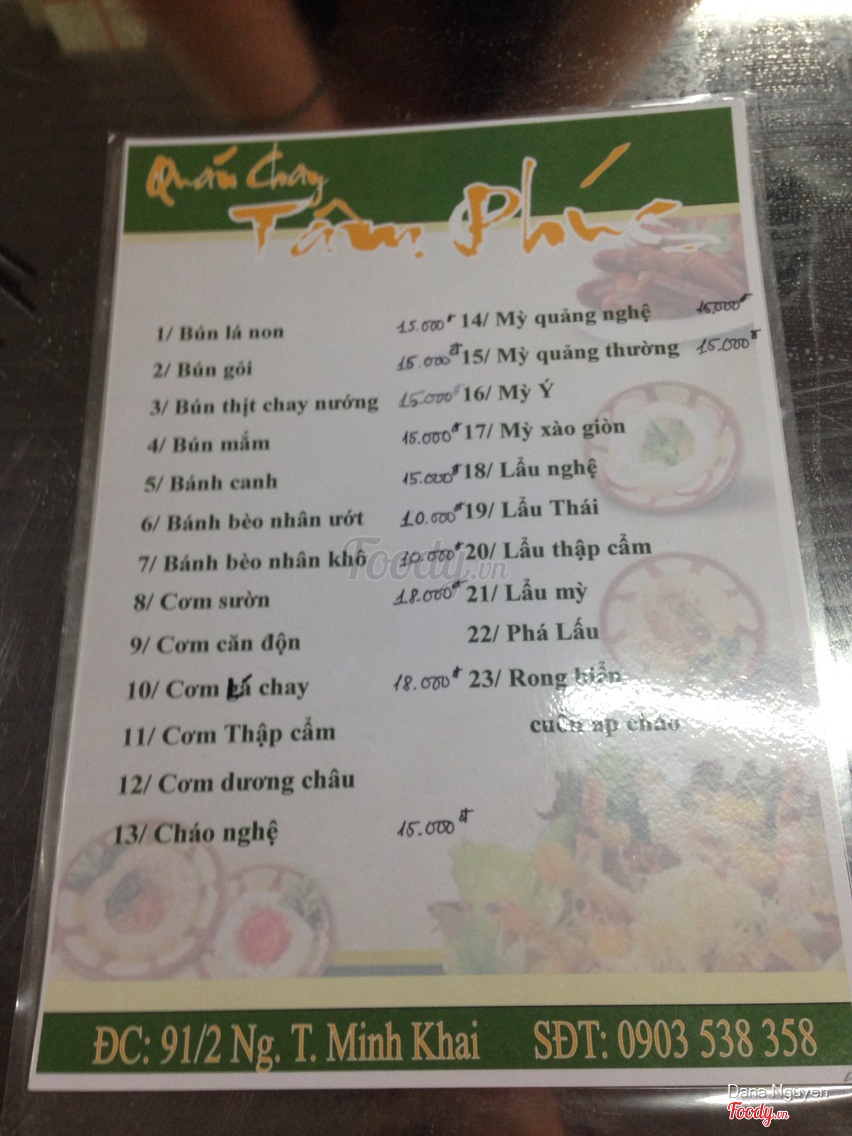 Quán Chay
Tâm Phúc
1/ Bún lá non 15.000đ
2/ Bún gỏi 15.000đ
3/ Bún thịt chay nướng 15.000đ
4/ Bún mắm 15.000đ
5/ Bánh canh 15.000đ
6/ Bánh bèo nhân ướt 10.000đ
7/ Bánh bèo nhân khô 10.000đ
8/ Cơm sườn 18.000đ
9/ Cơm căn độn
10/ Cơm cá chay 18.000đ
11/ Cơm Thập cẩm
12/ Cơm dương châu
13/ Cháo nghệ 15.000đ
14/ Mỳ quảng nghệ 15.000đ
15/ Mỳ quảng thường 15.000đ
16/ Mỳ Ý
17/ Mỳ xào giòn
18/ Lẩu nghệ
19/ Lẩu Thái
20/ Lẩu thập cẩm
21/ Lẩu mỳ
22/ Phá Lấu
23/ Rong biển
cuốn áp chảo
Foody.vn
ĐC: 91/2 Ng. T. Minh Khai SĐT: 0903 538 358
Dana Nguyen
Foody.vn